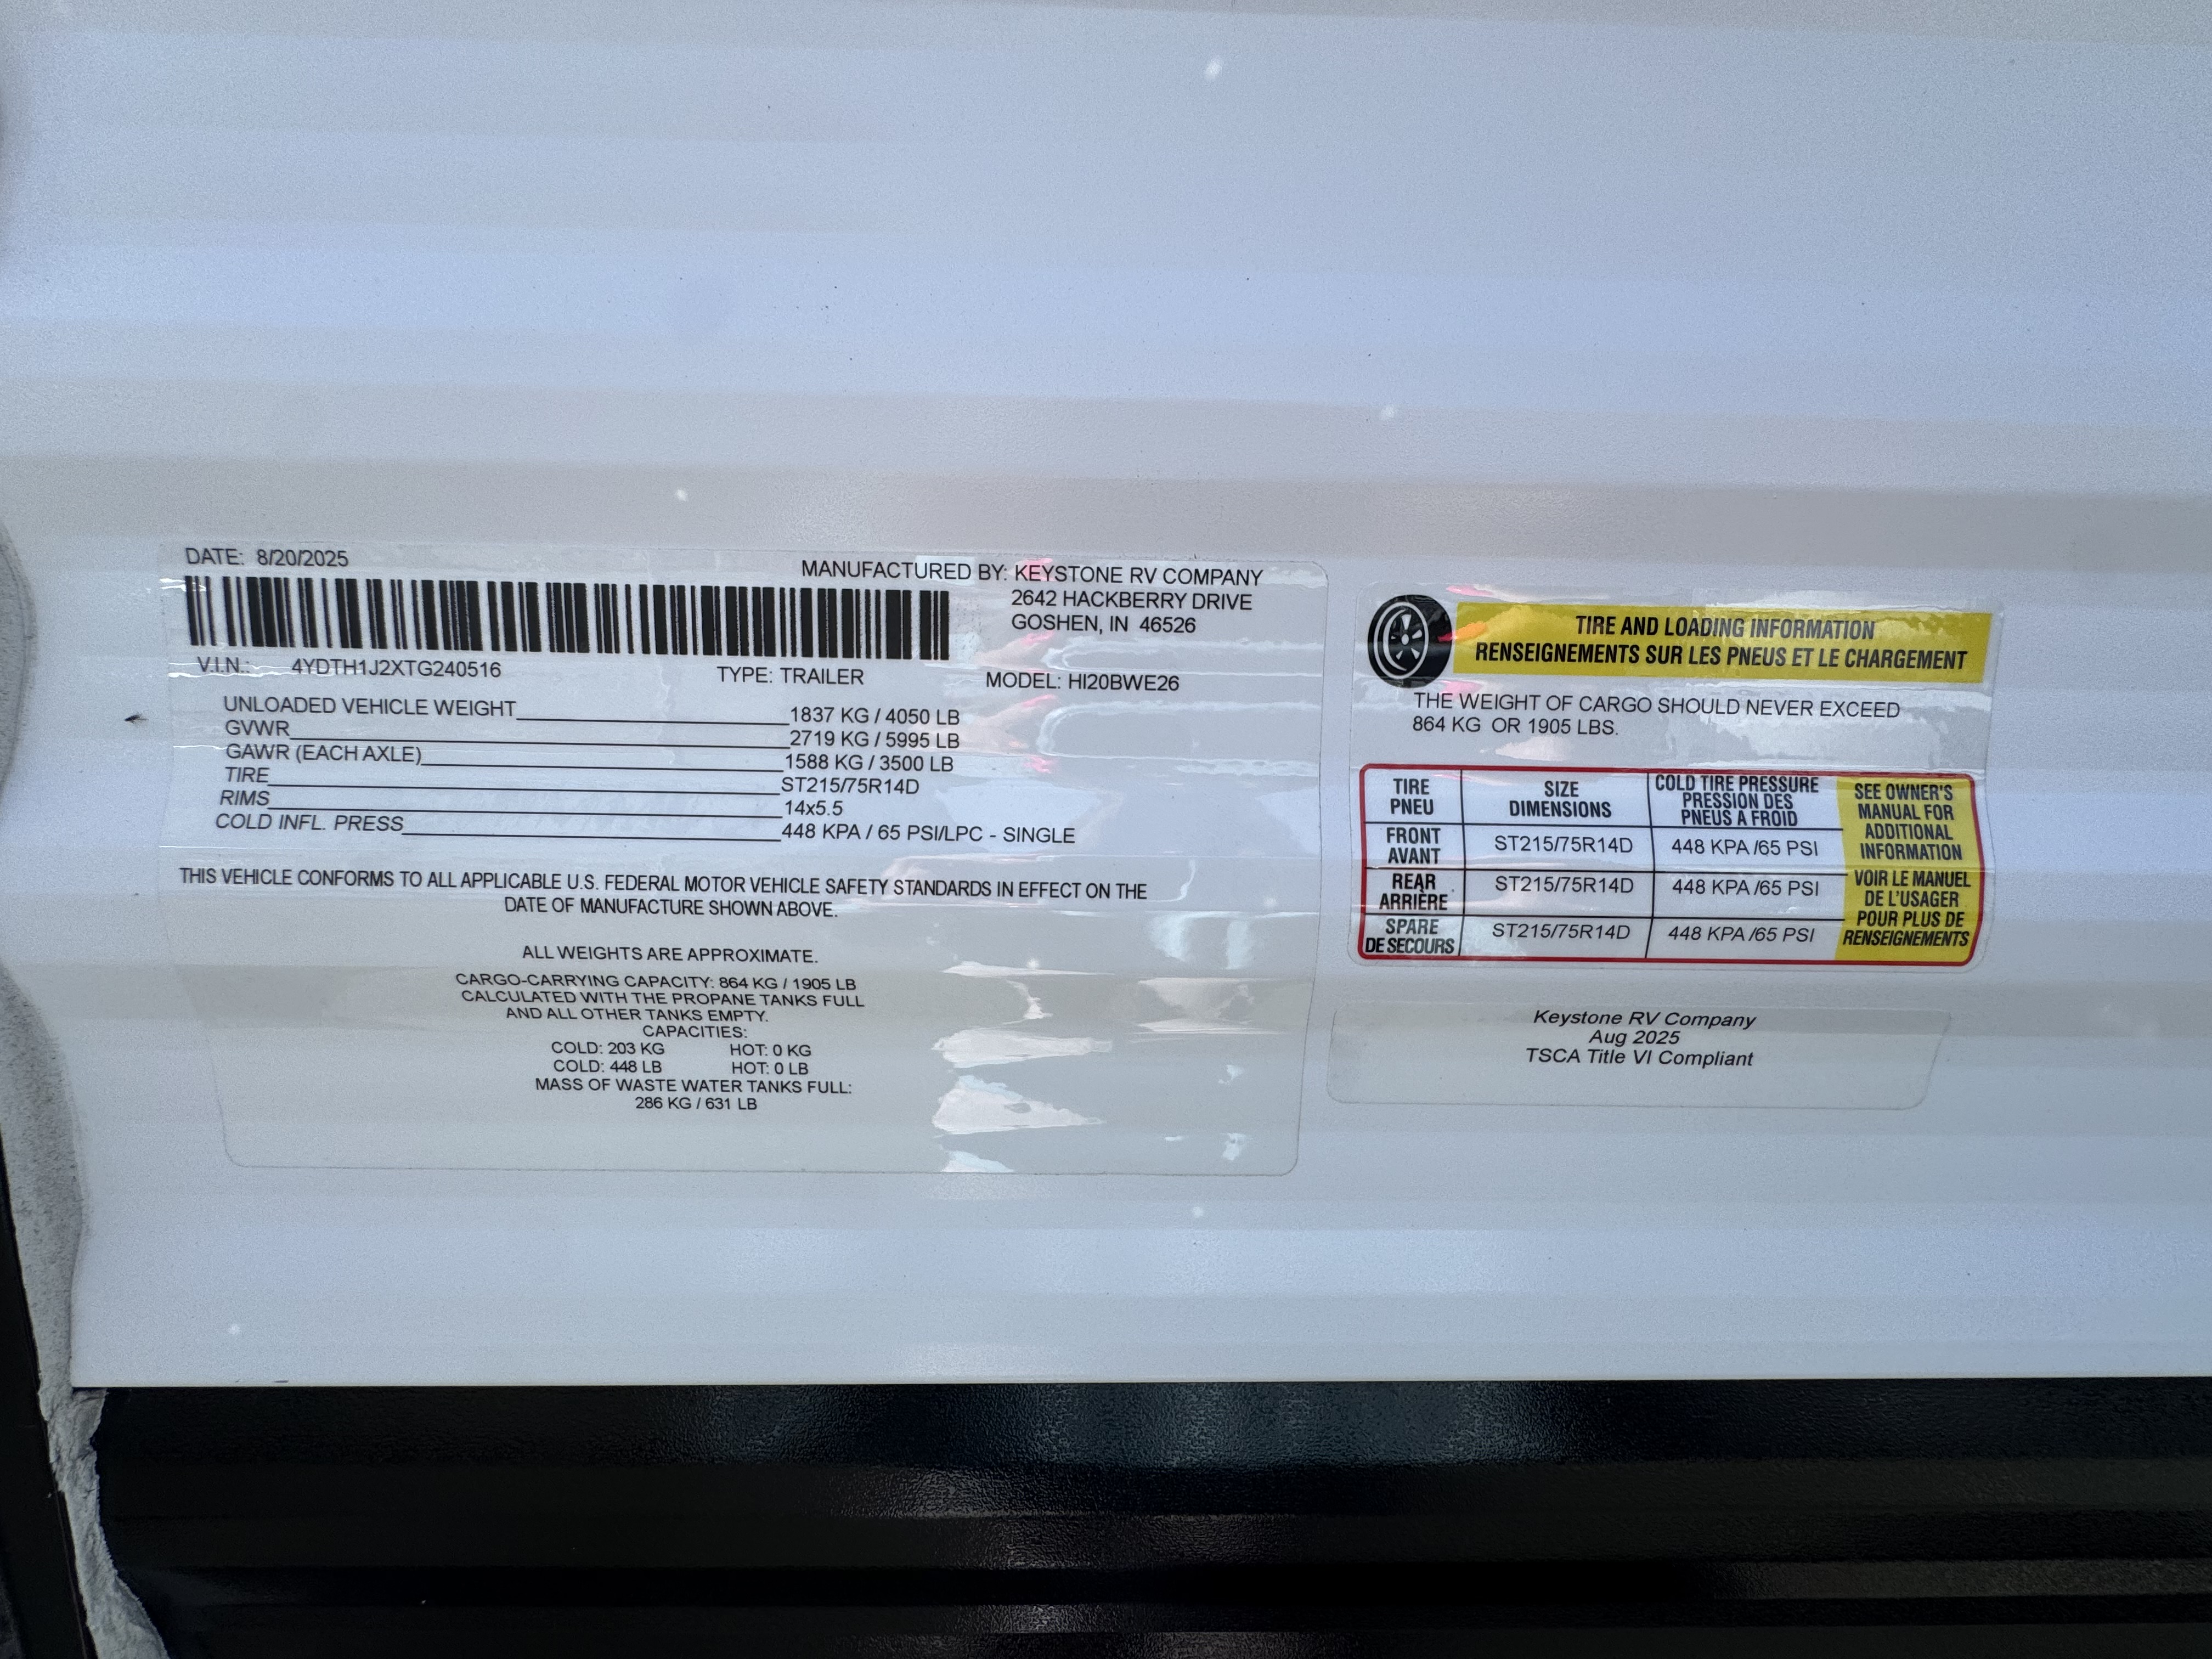 DATE: 8/20/2025
MANUFACTURED BY: KEYSTONE RV COMPANY
2642 HACKBERRY DRIVE
GOSHEN, IN 46526
V.I.N.: 4YDTH1J2XTG240516 TYPE: TRAILER MODEL: HI20BWE26
UNLOADED VEHICLE WEIGHT 1837 KG / 4050 LB
GVWR 2719 KG / 5995 LB
GAWR (EACH AXLE) 1588 KG / 3500 LB
TIRE ST215/75R14D
RIMS 14x5.5
COLD INFL. PRESS 448 KPA / 65 PSI/LPC - SINGLE
THIS VEHICLE CONFORMS TO ALL APPLICABLE U.S. FEDERAL MOTOR VEHICLE SAFETY STANDARDS IN EFFECT ON THE
DATE OF MANUFACTURE SHOWN ABOVE.
ALL WEIGHTS ARE APPROXIMATE.
CARGO-CARRYING CAPACITY: 864 KG / 1905 LB
CALCULATED WITH THE PROPANE TANKS FULL
AND ALL OTHER TANKS EMPTY.
CAPACITIES:
COLD: 203 KG HOT: 0 KG
COLD: 448 LB HOT: 0 LB
MASS OF WASTE WATER TANKS FULL:
286 KG / 631 LB
TIRE AND LOADING INFORMATION
RENSEIGNEMENTS SUR LES PNEUS ET LE CHARGEMENT
THE WEIGHT OF CARGO SHOULD NEVER EXCEED
864 KG OR 1905 LBS.
TIRE
PNEU
SIZE
DIMENSIONS
COLD TIRE PRESSURE
PRESSION DES
PNEUS A FROID
FRONT
AVANT
ST215/75R14D
448 KPA /65 PSI
REAR
ARRIÈRE
ST215/75R14D
448 KPA /65 PSI
SPARE
DE SECOURS
ST215/75R14D
448 KPA /65 PSI
SEE OWNER'S
MANUAL FOR
ADDITIONAL
INFORMATION
VOIR LE MANUEL
DE L'USAGER
POUR PLUS DE
RENSEIGNEMENTS
Keystone RV Company
Aug 2025
TSCA Title VI Compliant